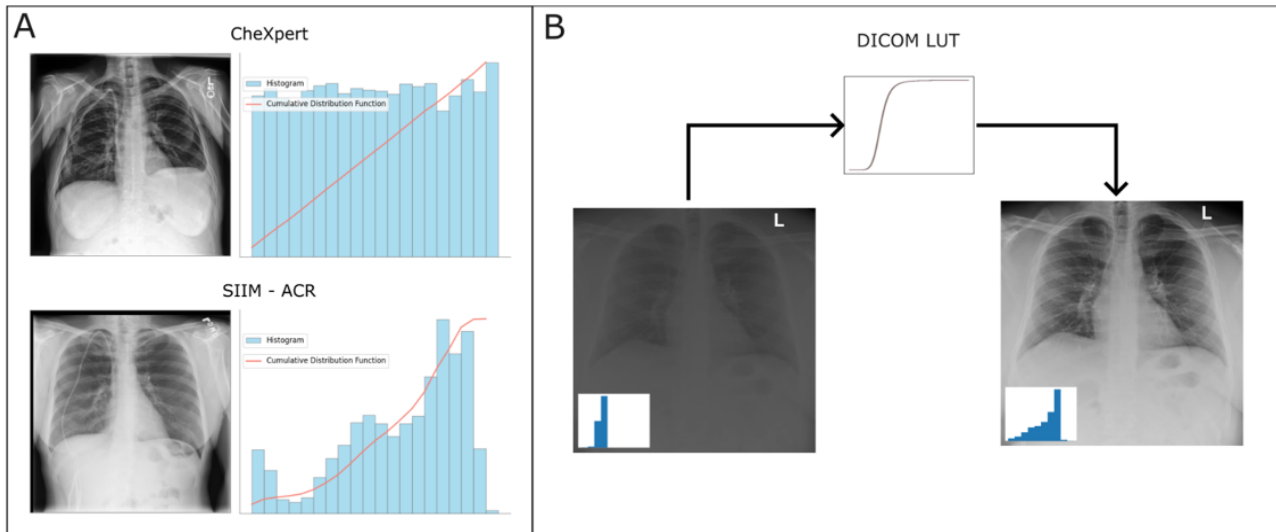 A
CheXpert
Histogram
Cumulative Distribution Function
SIIM - ACR
Histogram
Cumulative Distribution Function
B
DICOM LUT
L
L